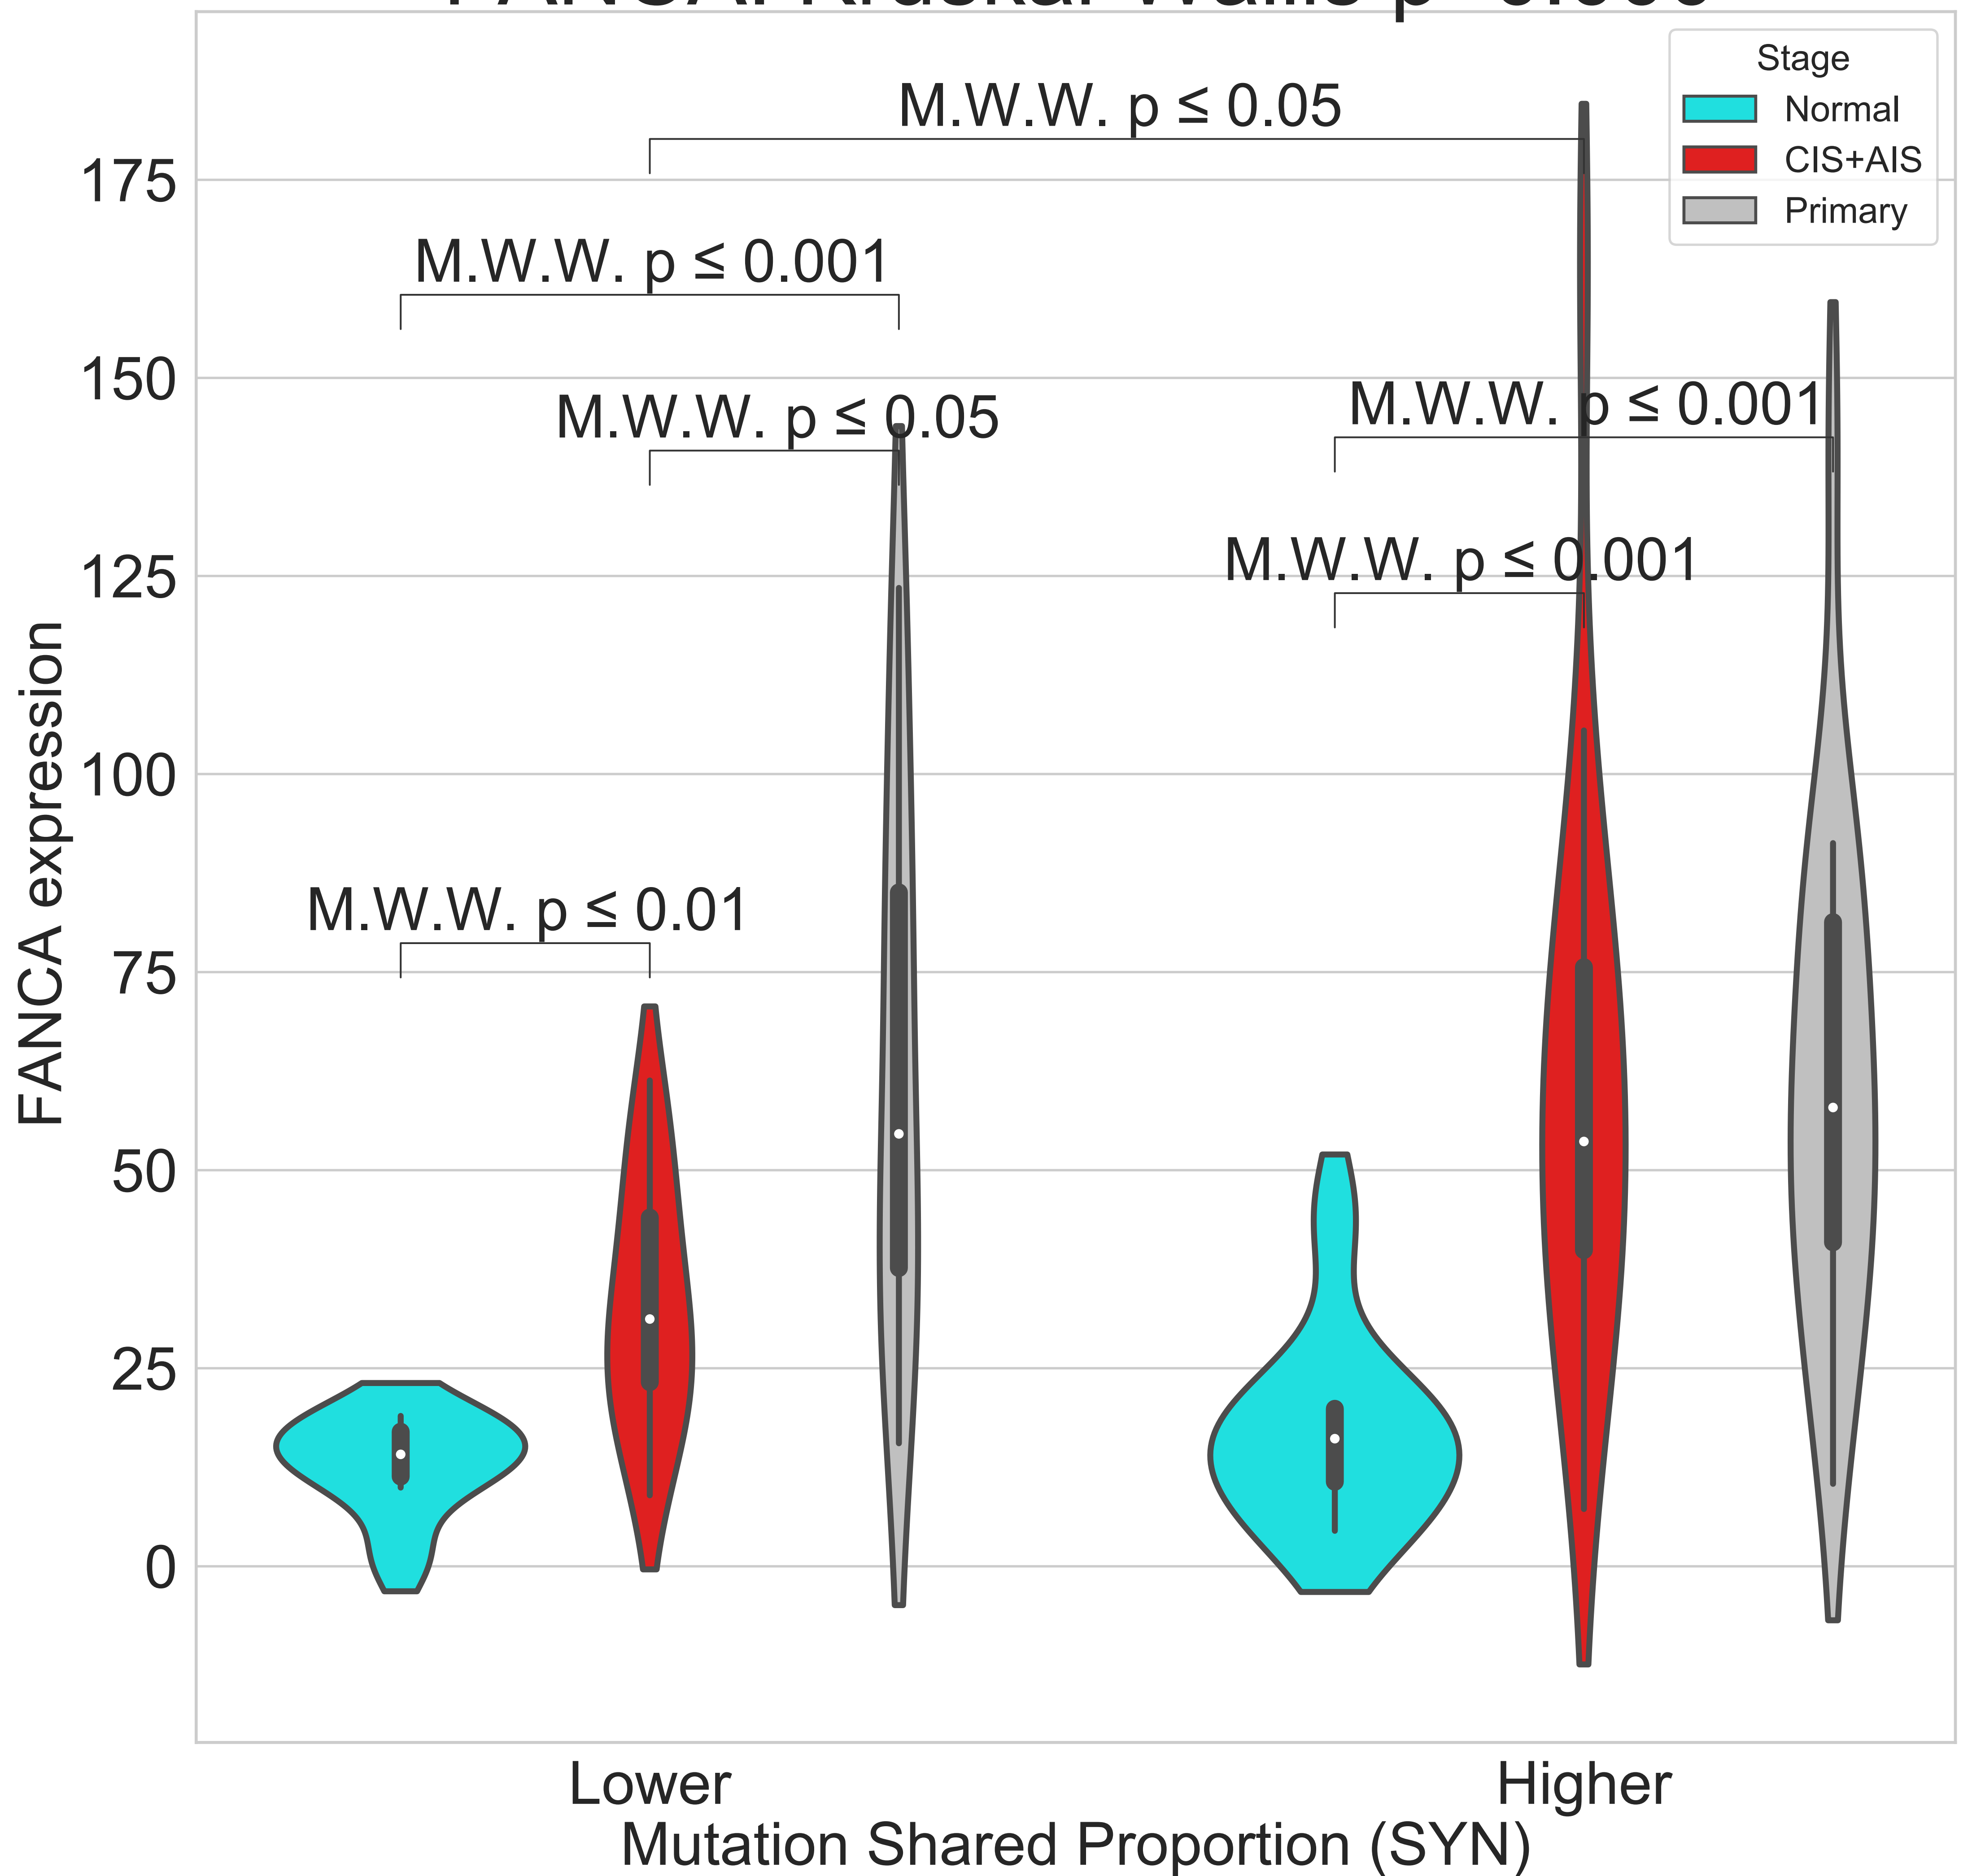 Stage
Normal
CIS+AIS
Primary
M.W.W. p ≤ 0.05
M.W.W. p ≤ 0.001
M.W.W. p ≤ 0.05
M.W.W. p ≤ 0.001
M.W.W. p ≤ 0.001
M.W.W. p ≤ 0.01
175
150
125
100
75
50
25
0
FANCA expression
Lower
Higher
Mutation Shared Proportion (SYN)